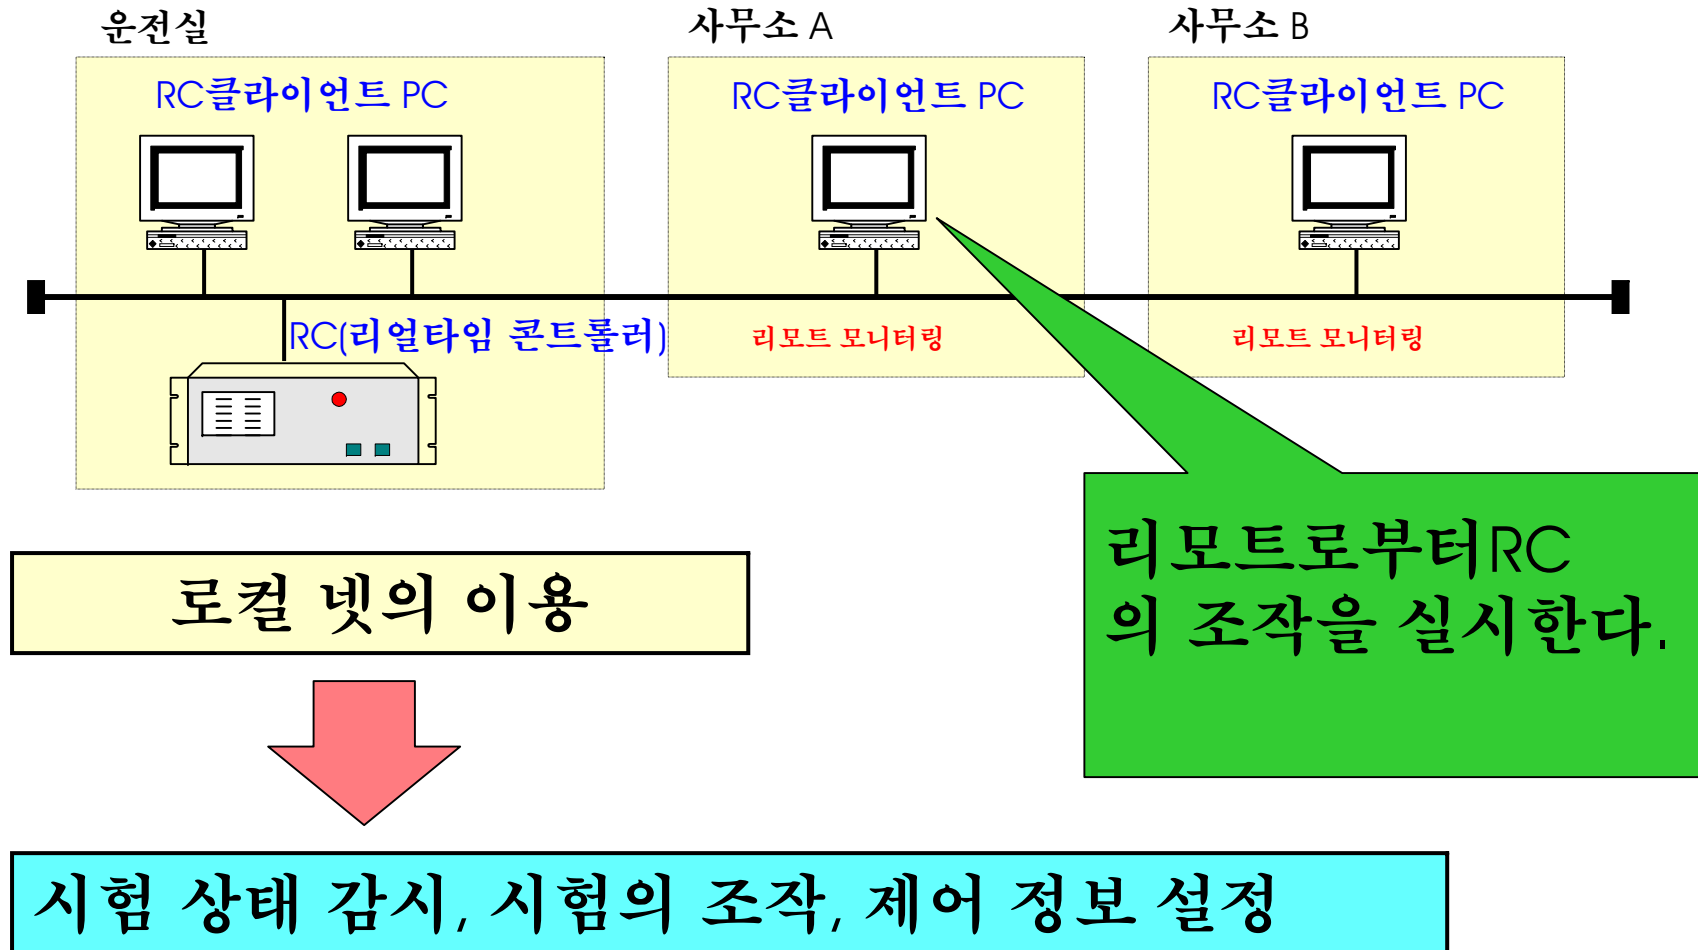 운전실
사무소 A
사무소 B
RC클라이언트 PC
RC클라이언트 PC
RC클라이언트 PC
RC(리얼타임 콘트롤러)
리모트 모니터링
리모트 모니터링
리모트로부터RC
의 조작을 실시한다.
로컬 넷의 이용
시험 상태 감시, 시험의 조작, 제어 정보 설정